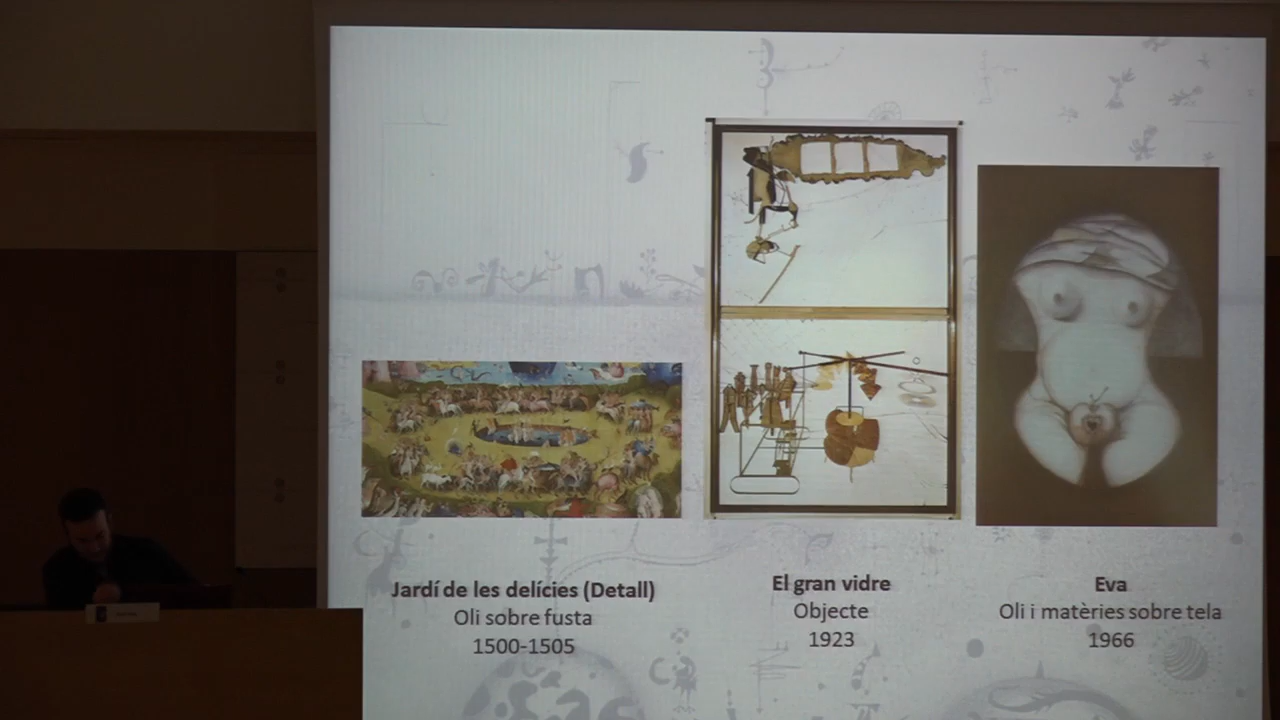 Jardí de les delícies (Detall)
Oli sobre fusta
1500-1505
El gran vidre
Objecte
1923
Eva
Oli i matèries sobre tela
1966